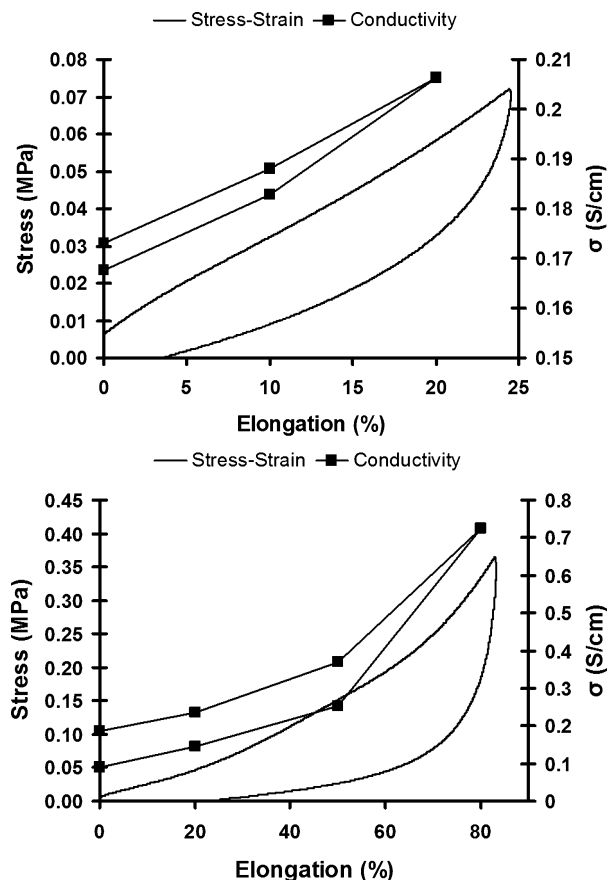 Stress-Strain Conductivity
0.08 0.21
0.07 0.2
0.06 0.19
0.05
0.04 0.18
0.03 0.17
0.02 0.16
0.01
0.00 0.15
Stress (MPa)
σ (S/cm)
0 5 10 15 20 25
Elongation (%)
Stress-Strain Conductivity
0.45 0.8
0.40 0.7
0.35 0.6
0.30 0.5
0.25 0.4
0.20 0.3
0.15 0.2
0.10 0.1
0.05 0
0.00
Stress (MPa)
σ (S/cm)
0 20 40 60 80
Elongation (%)